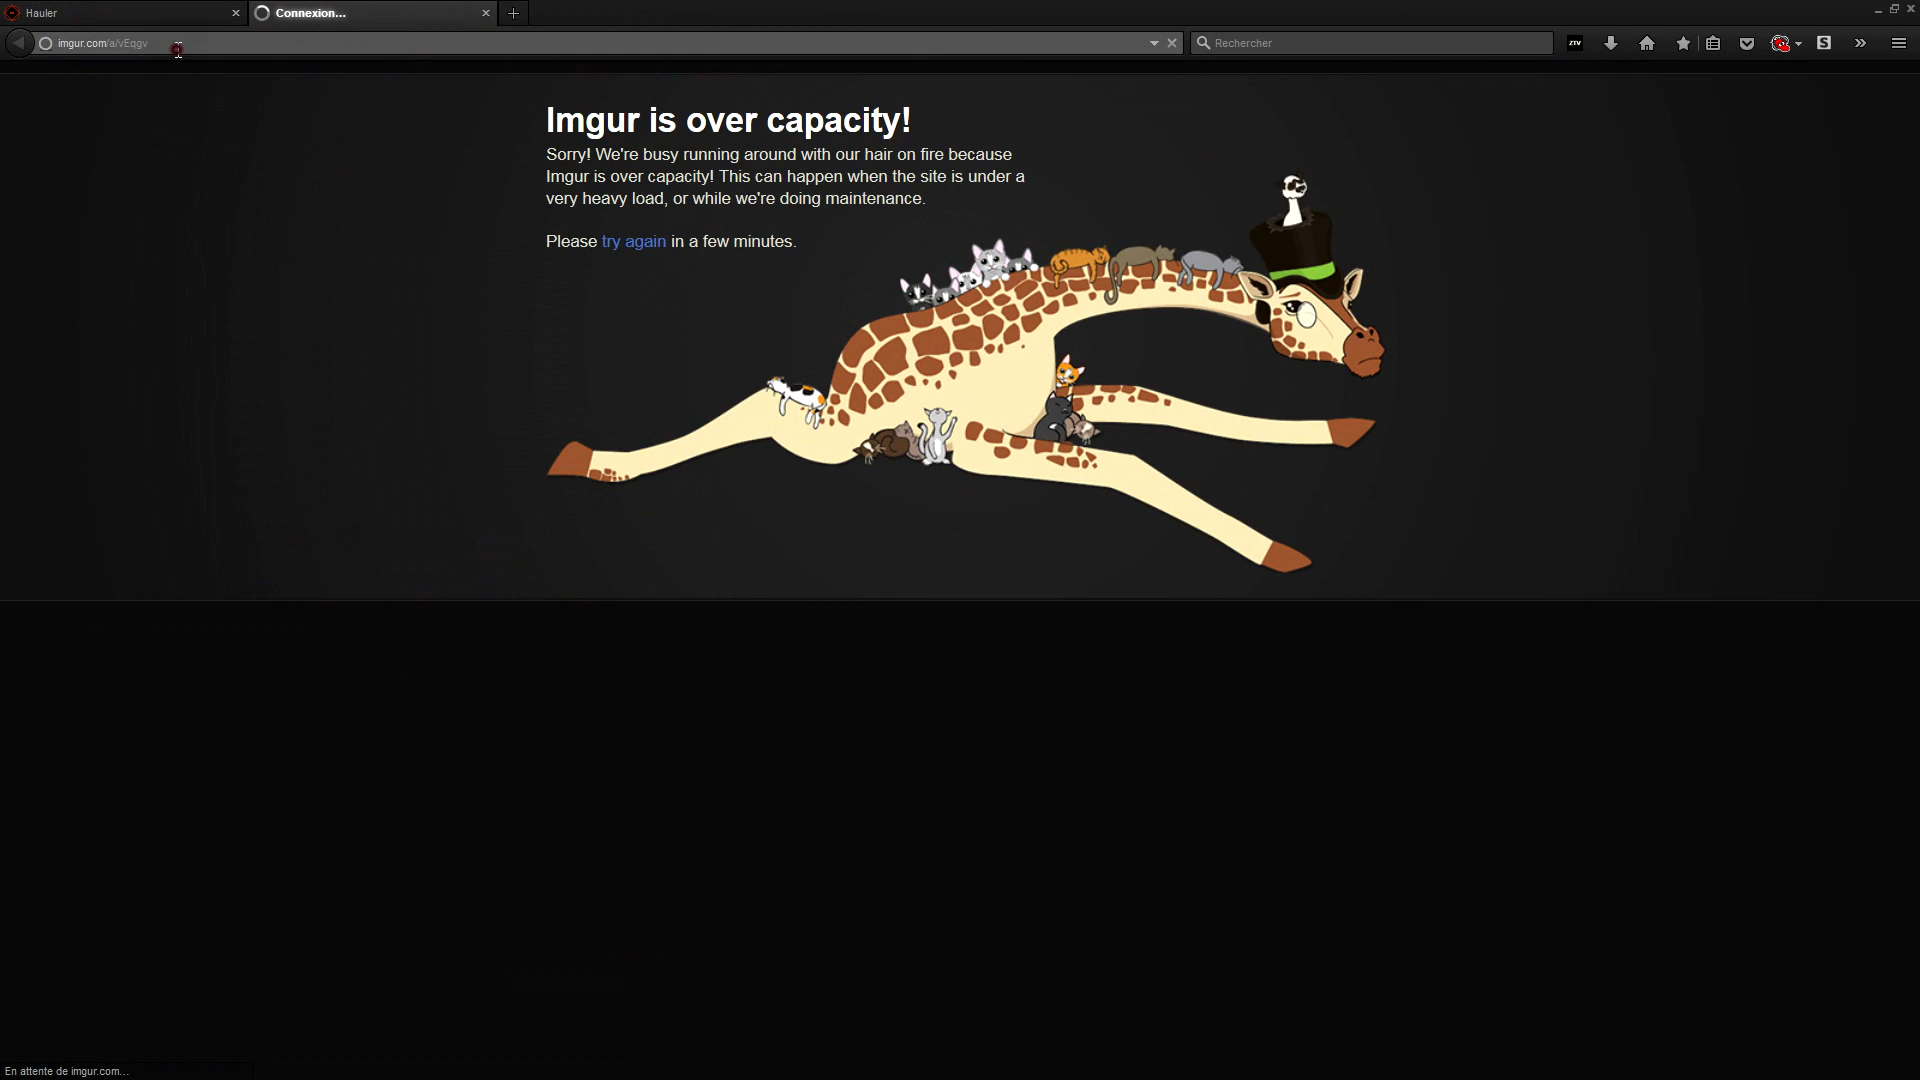 Hauler
Connexion...
imgur.com/a/vEqgv
Rechercher
ZTV
S
Imgur is over capacity!
Sorry! We're busy running around with our hair on fire because
Imgur is over capacity! This can happen when the site is under a
very heavy load, or while we're doing maintenance.
Please try again in a few minutes.
En attente de imgur.com...